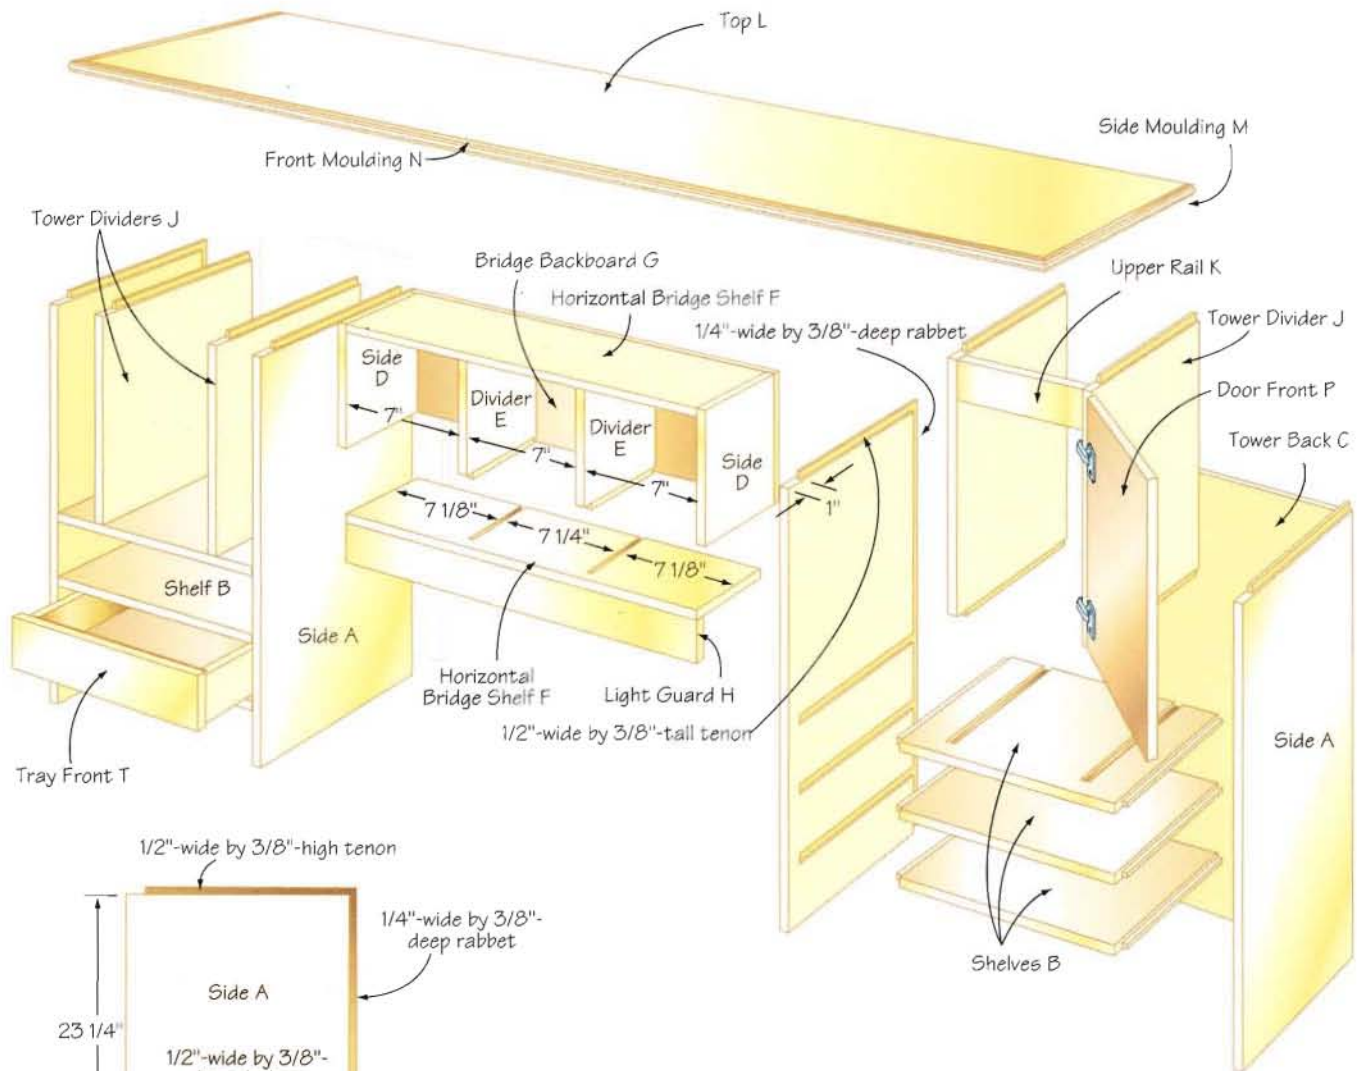 Top L
Side Moulding M
Front Moulding N
Tower Dividers J
Bridge Backboard G
Horizontal Bridge Shelf F
Upper Rail K
1/4"-wide by 3/8"-deep rabbet
Tower Divider J
Door Front P
Tower Back C
Side
D
7"
Divider
E
7"
Divider
E
7"
Side
D
1"
7 1/8"
7 1/4"
7 1/8"
Shelf B
Side A
Horizontal
Bridge Shelf F
Light Guard H
1/2"-wide by 3/8"-tall tenon
Side A
Tray Front T
Shelves B
1/2"-wide by 3/8"-high tenon
1/4"-wide by 3/8"-
deep rabbet
Side A
23 1/4"
1/2"-wide by 3/8"-